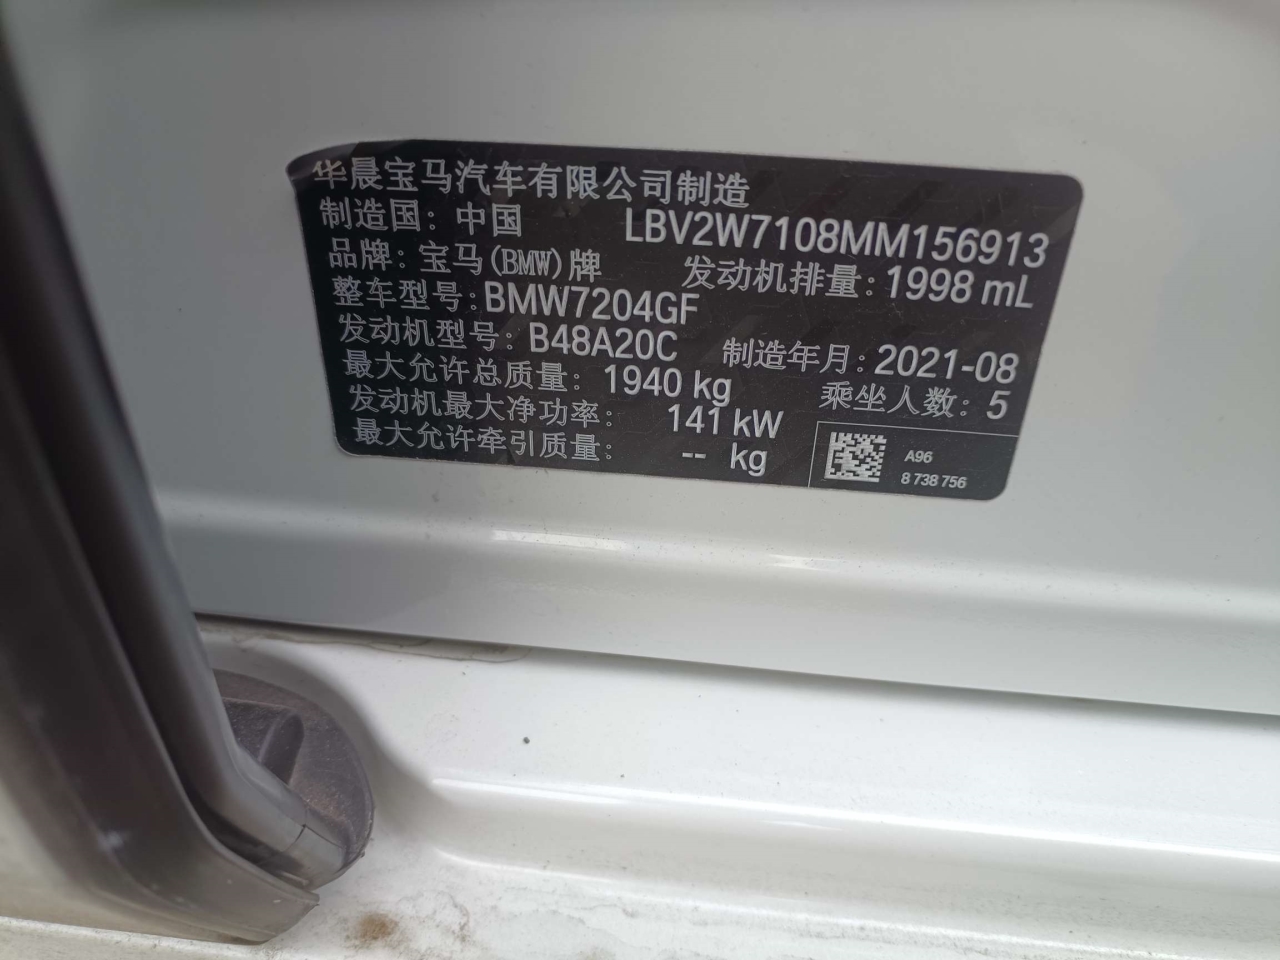 华晨宝马汽车有限公司制造
制造国：中国 LBV2W7108MM156913
品牌：宝马(BMW)牌 发动机排量：1998 mL
整车型号：BMW7204GF
发动机型号：B48A20C 制造年月：2021-08
最大允许总质量：1940 kg 乘坐人数：5
发动机最大净功率： 141 kW
最大允许牵引质量： -- kg
A96
8 738 756